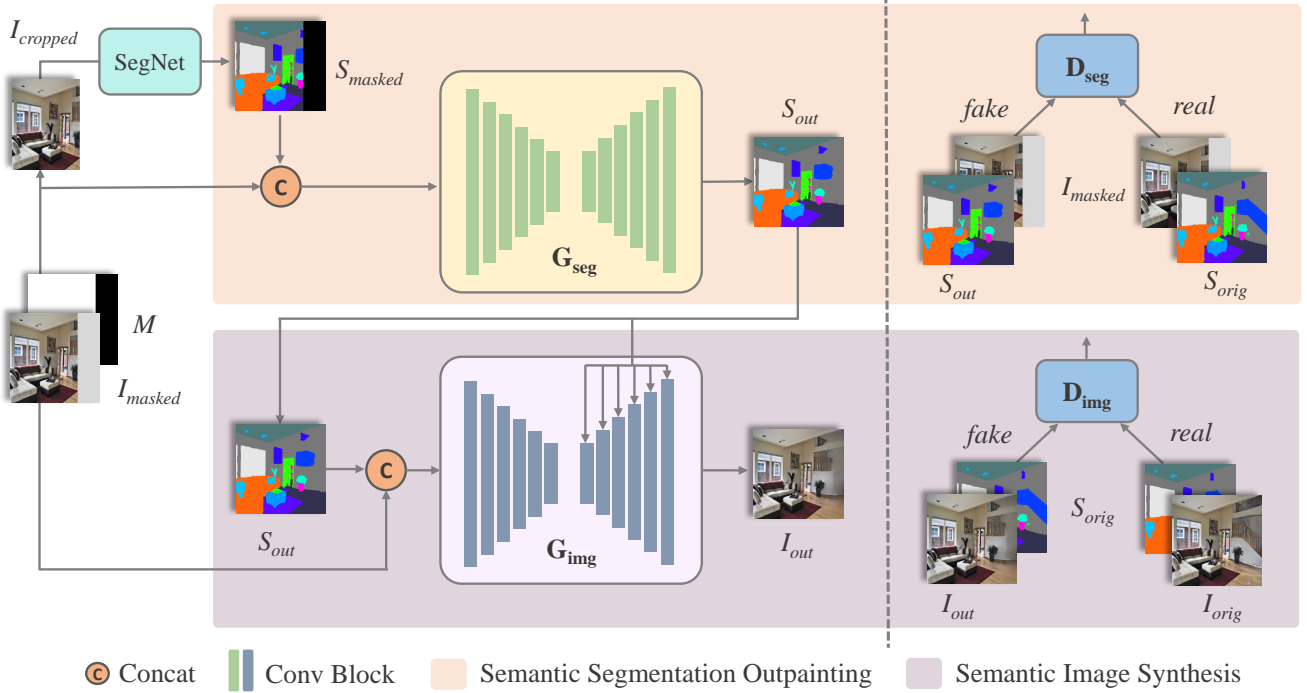 I_cropped
SegNet
S_masked
C
G_seg
S_out
D_seg
fake
real
I_masked
S_out
S_orig
M
I_masked
S_out
C
G_img
I_out
D_img
fake
real
S_orig
I_out
I_orig
C Concat
Conv Block
Semantic Segmentation Outpainting
Semantic Image Synthesis